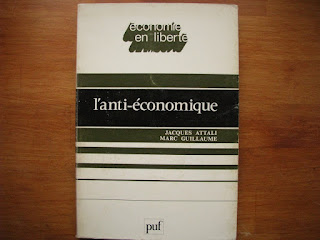 économie
en liberté
l'anti-économique
JACQUES ATTALI
MARC GUILLAUME
puf